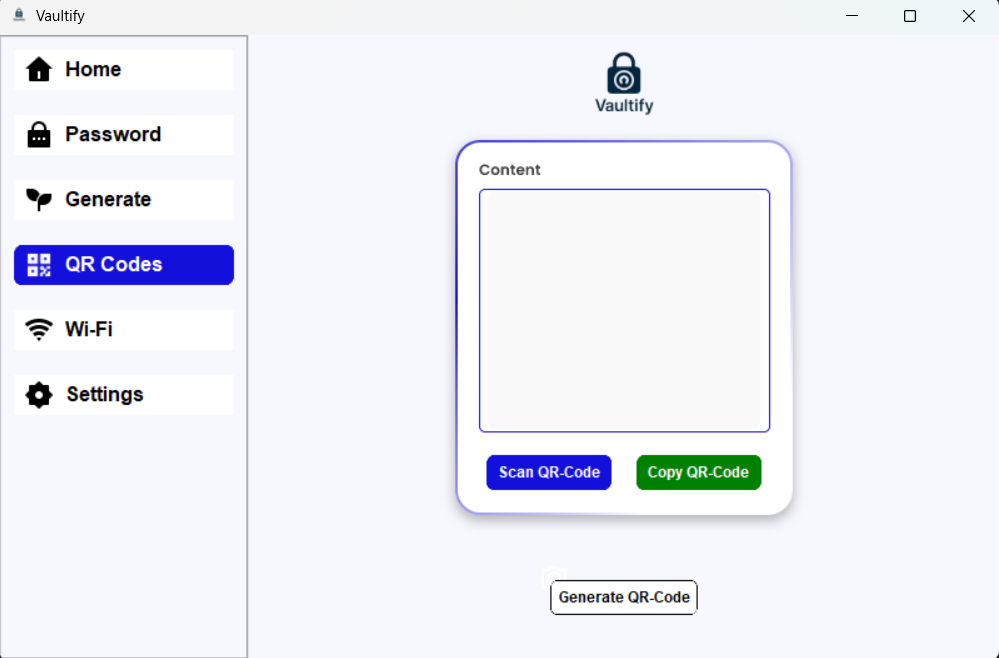 Vaultify
Home
Password
Generate
QR Codes
Wi-Fi
Settings
Vaultify
Content
Scan QR-Code
Copy QR-Code
Generate QR-Code